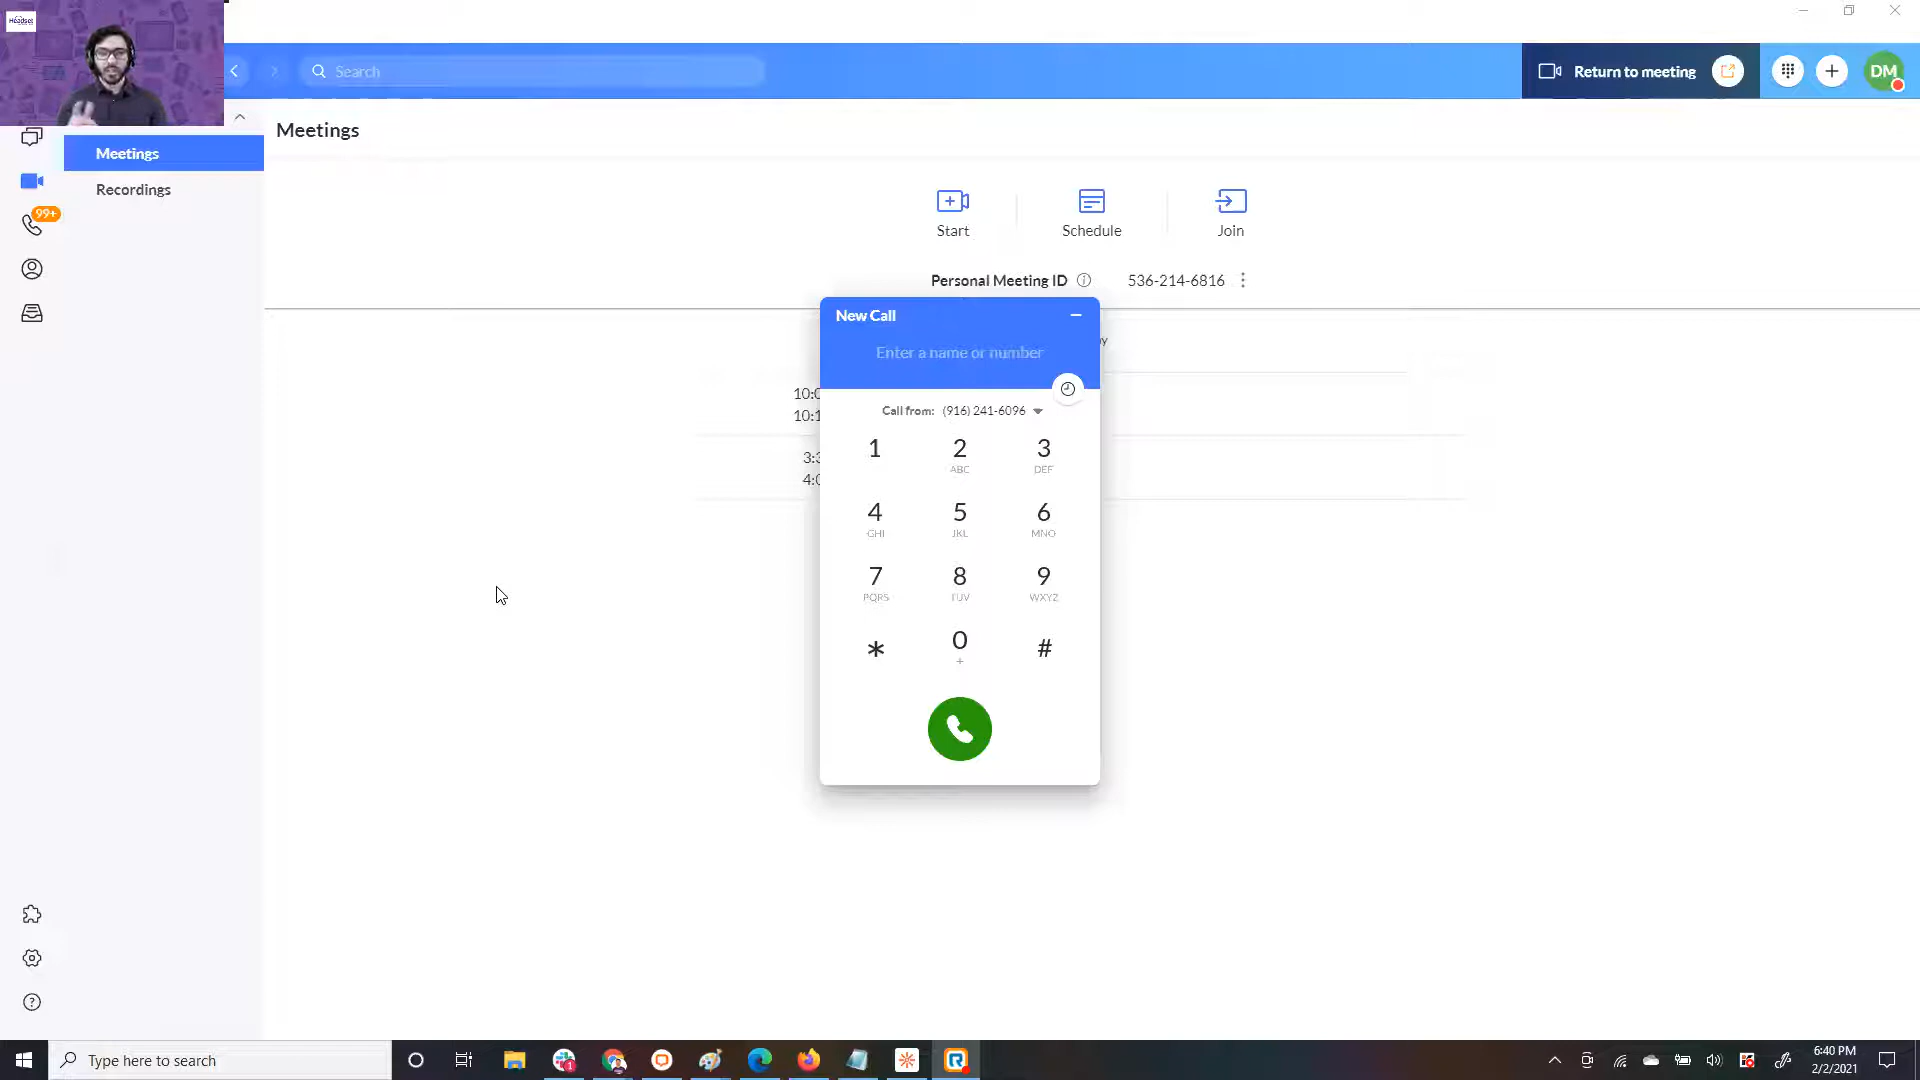 Headset
Search
Return to meeting
DM
Meetings
Meetings
Recordings
99+
Start
Schedule
Join
Personal Meeting ID
536-214-6816
New Call
Enter a name or number
Call from: (916) 241-6096
1
2
ABC
3
DEF
4
GHI
5
JKL
6
MNO
7
PQRS
8
TUV
9
WXYZ
*
0
+
#
Type here to search
1
6:40 PM
2/2/2021